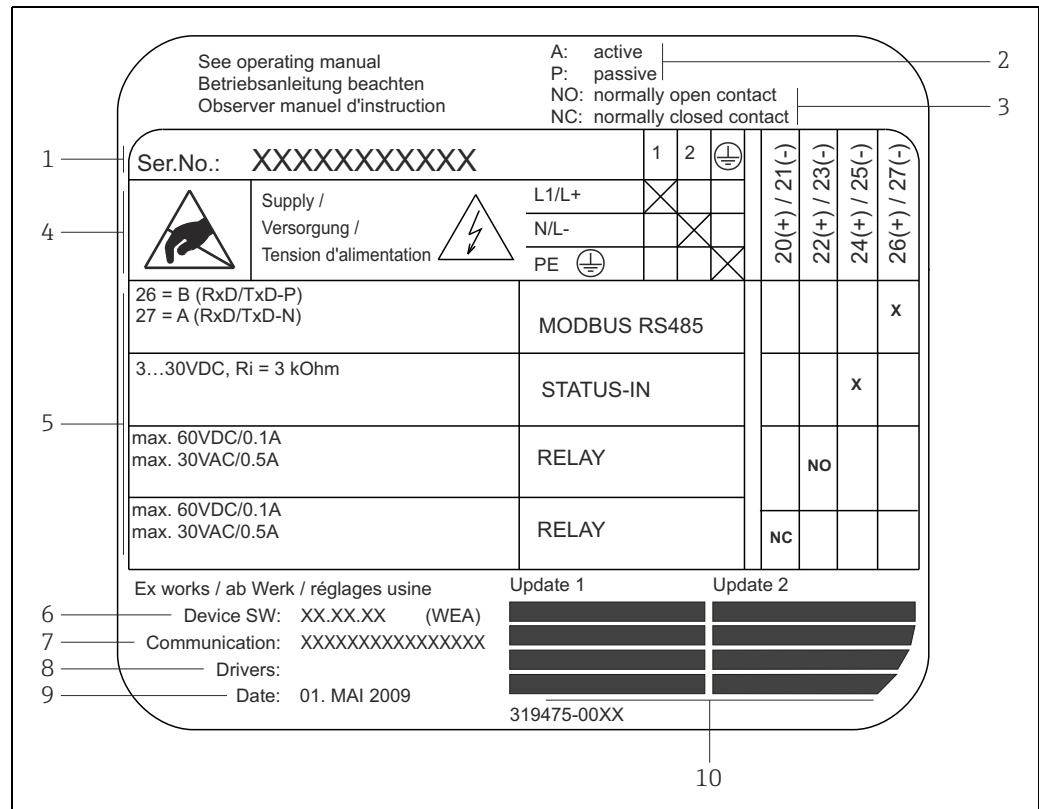 See operating manual
Betriebsanleitung beachten
Observer manuel d'instruction
A: active
P: passive
NO: normally open contact
NC: normally closed contact
2
3
1
Ser.No.: XXXXXXXXXXX
1 2
20(+) / 21(-)
22(+) / 23(-)
24(+) / 25(-)
26(+) / 27(-)
4
Supply /
Versorgung /
Tension d'alimentation
L1/L+
N/L-
PE
5
26 = B (RxD/TxD-P)
27 = A (RxD/TxD-N)
MODBUS RS485
X
3...30VDC, Ri = 3 kOhm
STATUS-IN
X
max. 60VDC/0.1A
max. 30VAC/0.5A
RELAY
NO
max. 60VDC/0.1A
max. 30VAC/0.5A
RELAY
NC
Ex works / ab Werk / réglages usine
Update 1
Update 2
6
Device SW: XX.XX.XX (WEA)
7
Communication: XXXXXXXXXXXXXXXX
8
Drivers:
9
Date: 01. MAI 2009
319475-00XX
10